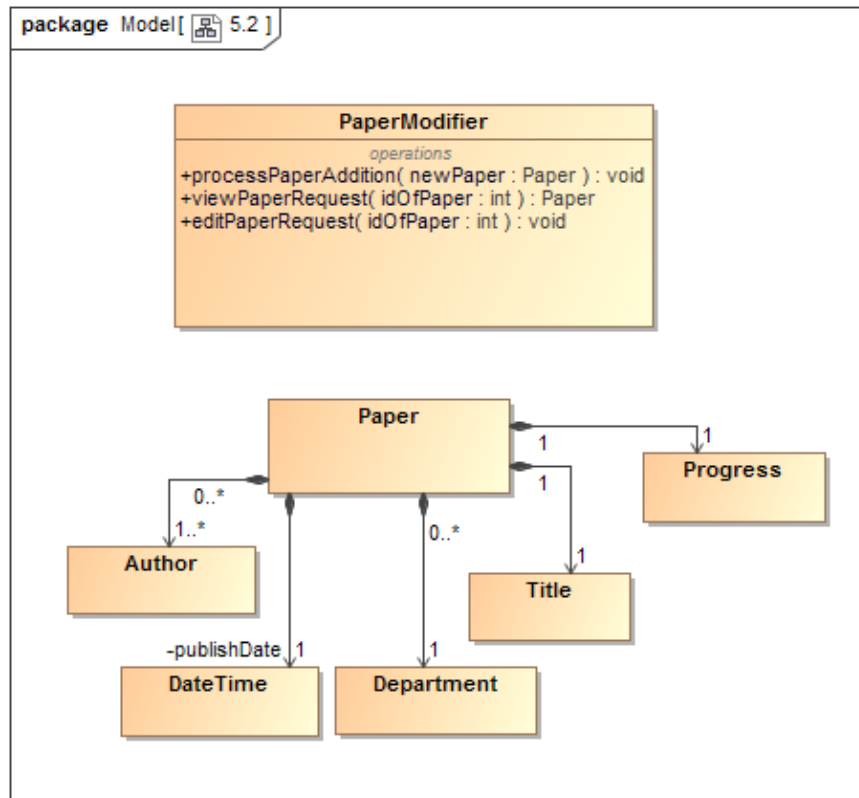 package Model[ 5.2 ]
PaperModifier
operations
+processPaperAddition( newPaper : Paper ) : void
+viewPaperRequest( idOfPaper : int ) : Paper
+editPaperRequest( idOfPaper : int ) : void
Paper
1
1
Progress
1
1
Title
0..*
1..*
Author
-publishDate
1
DateTime
0..*
1
Department